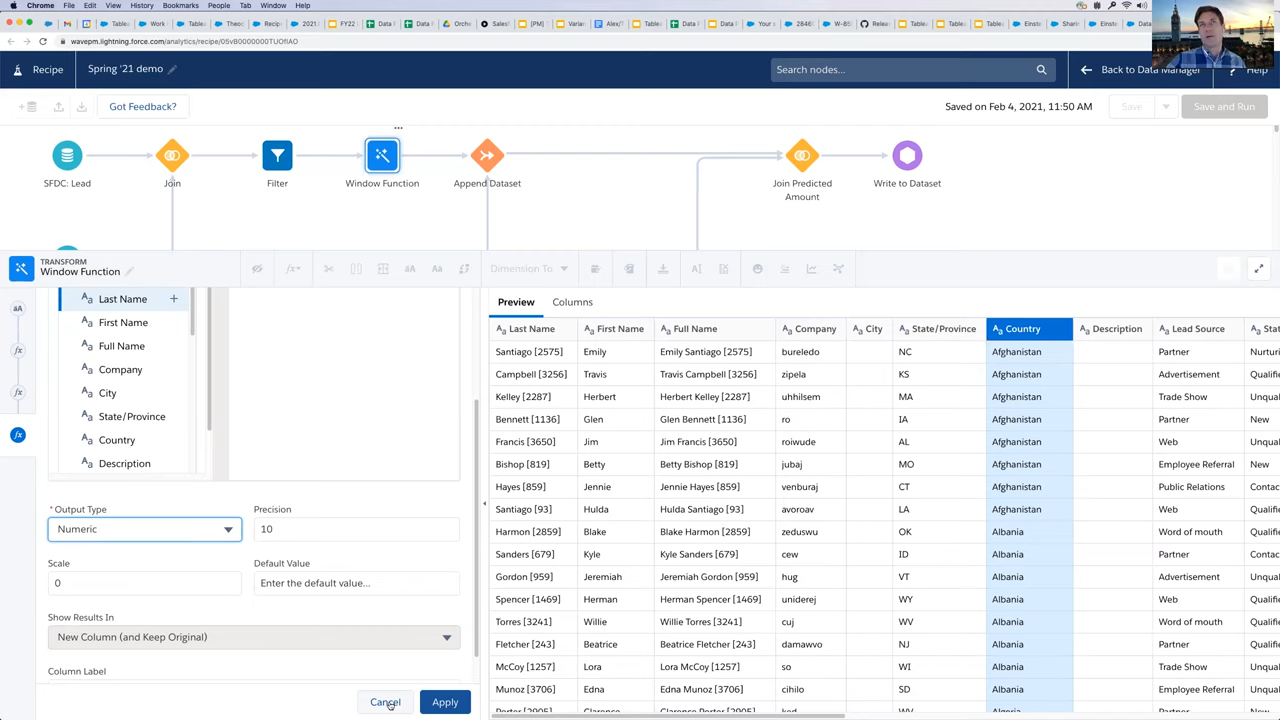 Chrome File Edit View History Bookmarks People Tab Window Help
wavepm.lightning.force.com/analytics/recipe/05vB0000000TUOfIAO
Recipe Spring '21 demo Search nodes... Back to Data Manager Help
Got Feedback? Saved on Feb 4, 2021, 11:50 AM Save Save and Run
SFDC: Lead Join Filter Window Function Append Dataset Join Predicted Amount Write to Dataset
TRANSFORM
Window Function Dimension To
Last Name
First Name
Full Name
Company
City
State/Province
Country
Description
* Output Type Precision
Numeric 10
Scale Default Value
0 Enter the default value...
Show Results In
New Column (and Keep Original)
Column Label
Cancel Apply
Preview Columns
Last Name First Name Full Name Company City State/Province Country Description Lead Source Stat
Santiago [2575] Emily Emily Santiago [2575] bureledo NC Afghanistan Partner Nurturi
Campbell [3256] Travis Travis Campbell [3256] zipela KS Afghanistan Advertisement Qualifie
Kelley [2287] Herbert Herbert Kelley [2287] uhhilsem MA Afghanistan Trade Show Unqual
Bennett [1136] Glen Glen Bennett [1136] ro IA Afghanistan Partner New
Francis [3650] Jim Jim Francis [3650] roiwude AL Afghanistan Web Unqual
Bishop [819] Betty Betty Bishop [819] jubaj MO Afghanistan Employee Referral New
Hayes [859] Jennie Jennie Hayes [859] venburaj CT Afghanistan Public Relations Contac
Santiago [93] Hulda Hulda Santiago [93] avoroav LA Afghanistan Web Qualifie
Harmon [2859] Blake Blake Harmon [2859] zeduswu OK Albania Word of mouth Qualifie
Sanders [679] Kyle Kyle Sanders [679] cew ID Albania Partner Contac
Gordon [959] Jeremiah Jeremiah Gordon [959] hug VT Albania Advertisement Unqual
Spencer [1469] Herman Herman Spencer [1469] uniderej WY Albania Web Qualifie
Torres [3241] Willie Willie Torres [3241] cuj WV Albania Word of mouth Unqual
Fletcher [243] Beatrice Beatrice Fletcher [243] damawvo NJ Albania Partner Unqual
McCoy [1257] Lora Lora McCoy [1257] so WI Albania Trade Show Unqual
Munoz [3706] Edna Edna Munoz [3706] cihilo SD Albania Employee Referral Qualifie